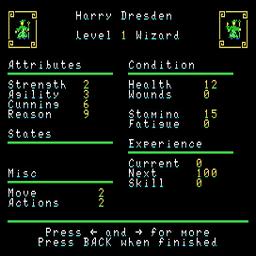 Harry Dresden
Level 1 Wizard
Attributes
Strength 2
Agility 3
Cunning 6
Reason 9
States
Misc
Move 2
Actions 2
Condition
Health 12
Wounds 0
Stamina 15
Fatigue 0
Experience
Current 0
Next 100
Skill 0
Press ← and → for more
Press BACK when finished